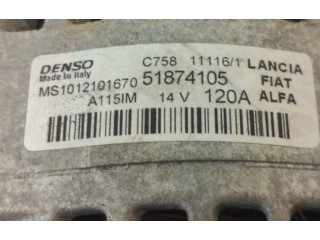 DENSO C758 11116/1 LANCIA
Made in Italy 51874105 FIAT
MS1012101670
A115IM 14 V 120A ALFA